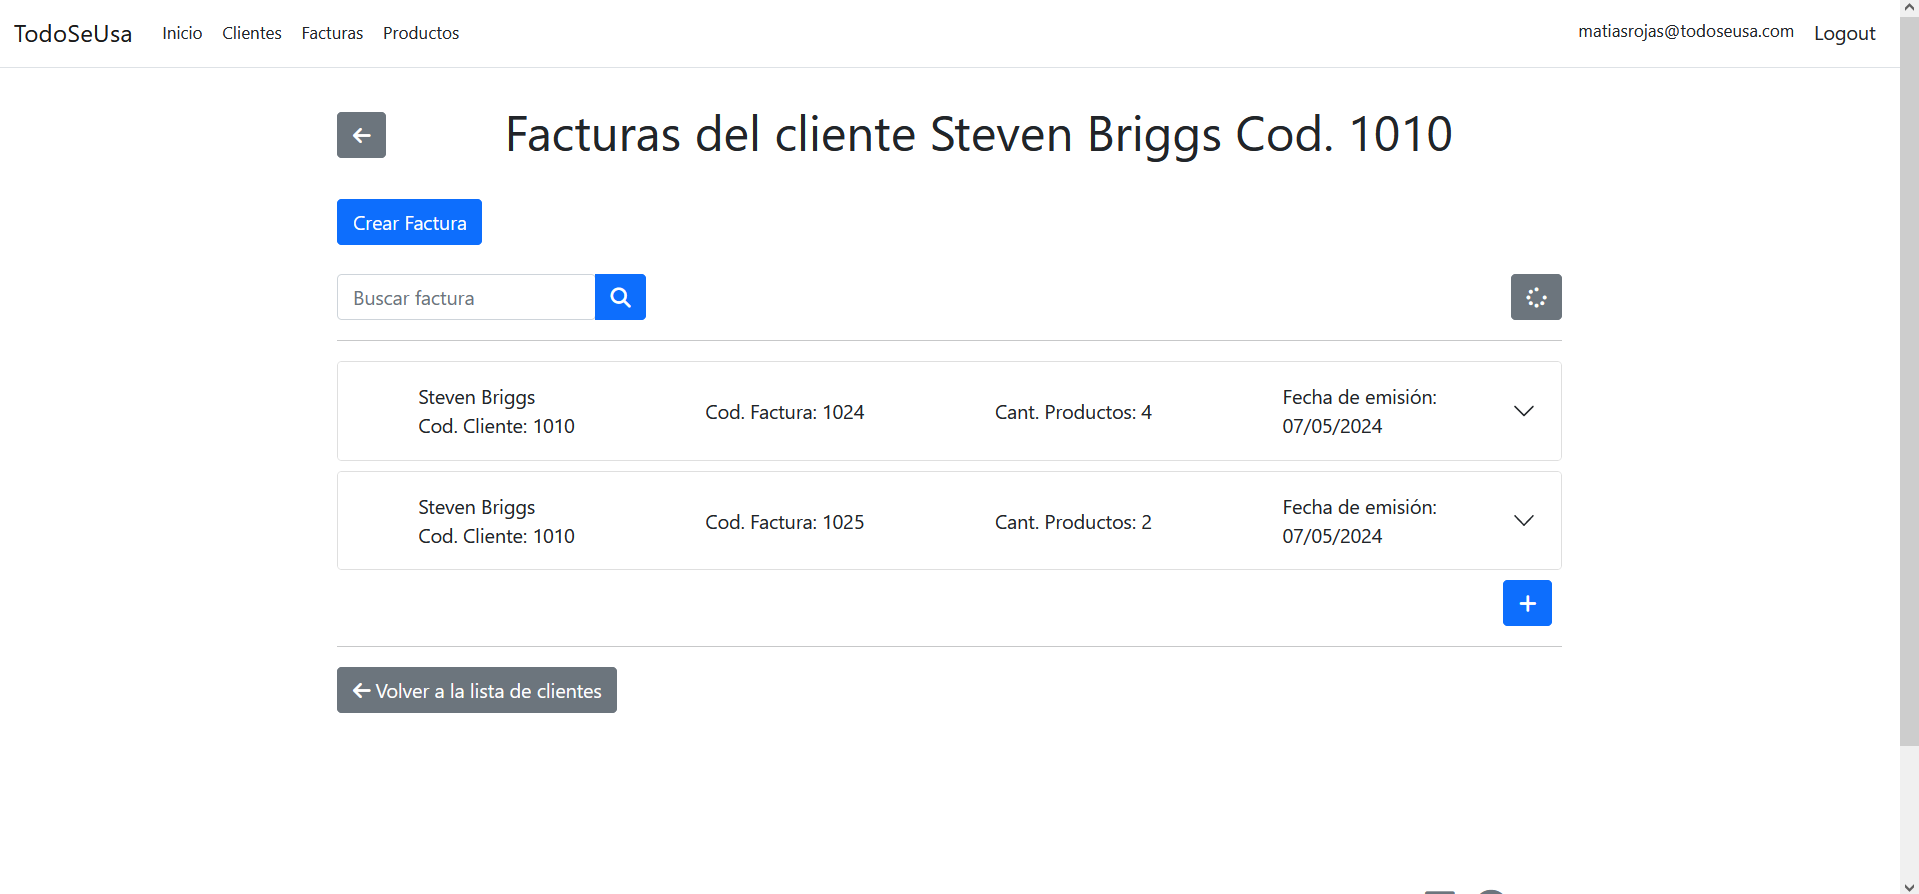 TodoSeUsa Inicio Clientes Facturas Productos matiasrojas@todoseusa.com Logout
Facturas del cliente Steven Briggs Cod. 1010
Crear Factura
Buscar factura
Steven Briggs
Cod. Cliente: 1010
Cod. Factura: 1024
Cant. Productos: 4
Fecha de emisión:
07/05/2024
Steven Briggs
Cod. Cliente: 1010
Cod. Factura: 1025
Cant. Productos: 2
Fecha de emisión:
07/05/2024
Volver a la lista de clientes